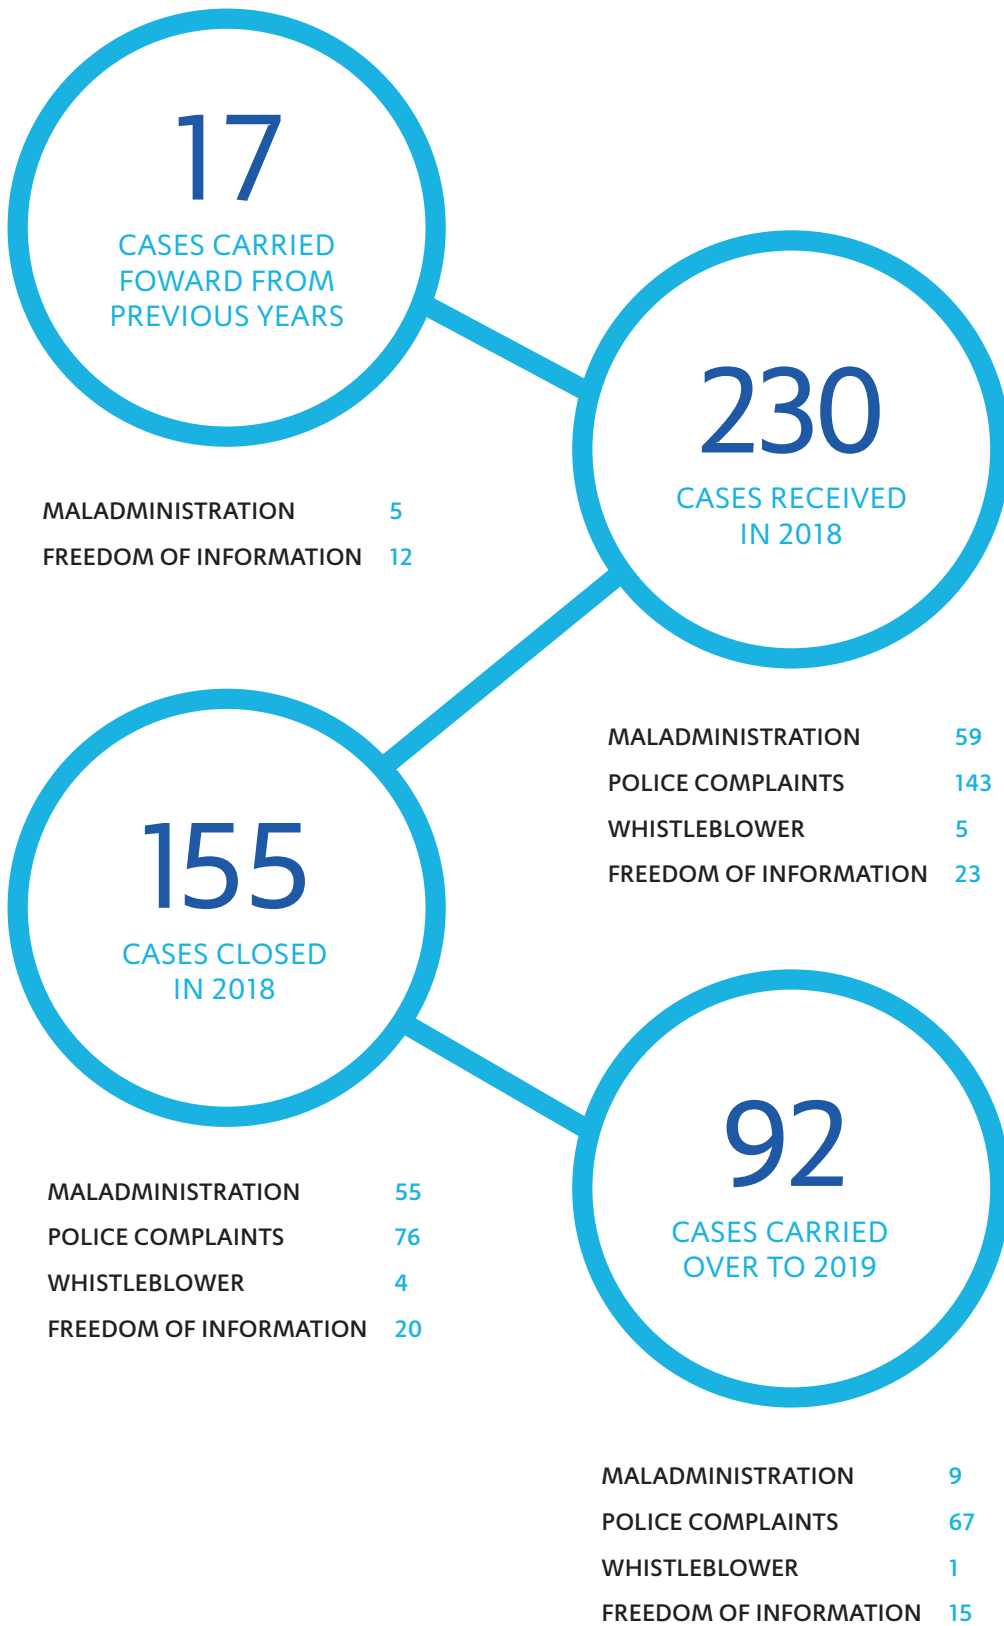 17
CASES CARRIED
FOWARD FROM
PREVIOUS YEARS
MALADMINISTRATION 5
FREEDOM OF INFORMATION 12
230
CASES RECEIVED
IN 2018
MALADMINISTRATION 59
POLICE COMPLAINTS 143
WHISTLEBLOWER 5
FREEDOM OF INFORMATION 23
155
CASES CLOSED
IN 2018
MALADMINISTRATION 55
POLICE COMPLAINTS 76
WHISTLEBLOWER 4
FREEDOM OF INFORMATION 20
92
CASES CARRIED
OVER TO 2019
MALADMINISTRATION 9
POLICE COMPLAINTS 67
WHISTLEBLOWER 1
FREEDOM OF INFORMATION 15